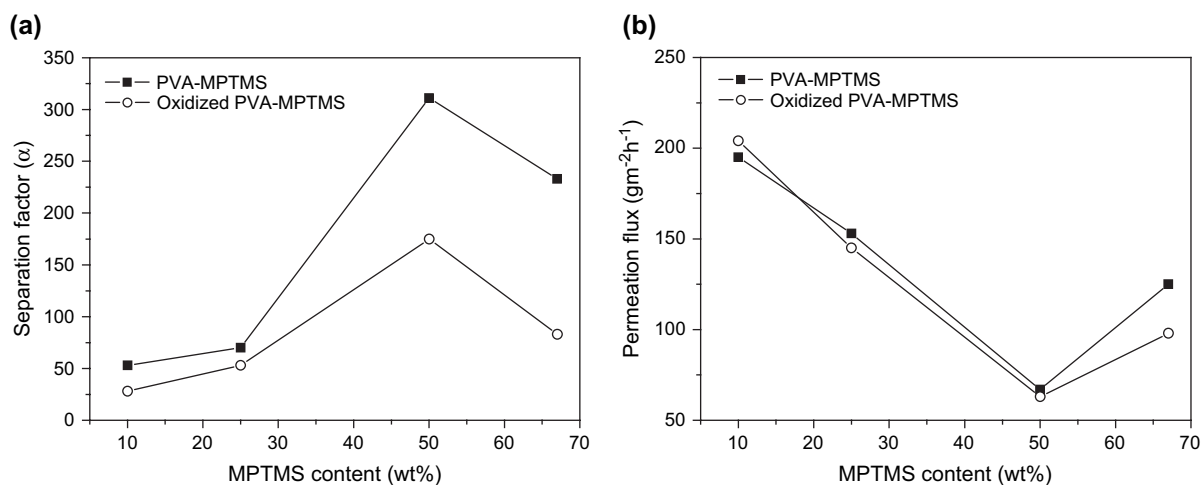 (a)
350
300
250
200
150
100
50
0
Separation factor (α)
PVA-MPTMS
Oxidized PVA-MPTMS
10 20 30 40 50 60 70
MPTMS content (wt%)
(b)
250
200
150
100
50
Permeation flux (gm⁻²h⁻¹)
PVA-MPTMS
Oxidized PVA-MPTMS
10 20 30 40 50 60 70
MPTMS content (wt%)